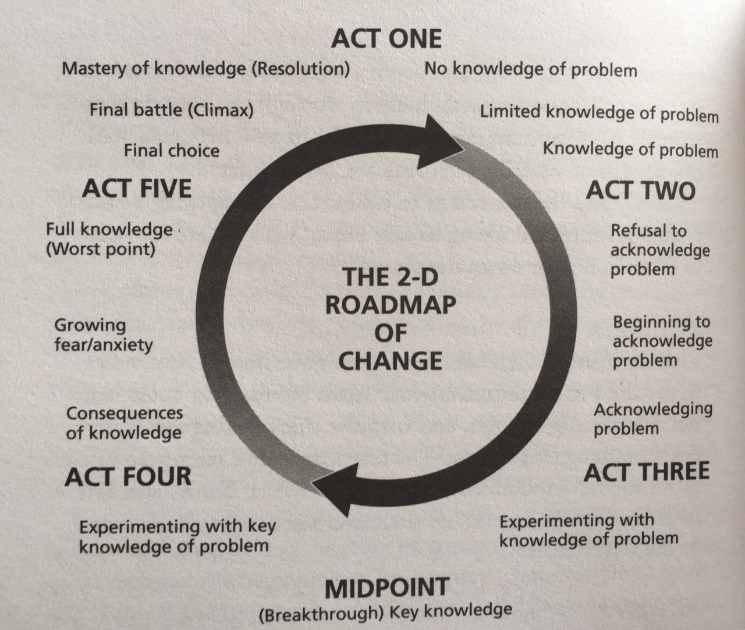 ACT ONE
Mastery of knowledge (Resolution)
No knowledge of problem
Final battle (Climax)
Limited knowledge of problem
Final choice
Knowledge of problem
ACT FIVE
ACT TWO
Full knowledge
(Worst point)
Refusal to
acknowledge
problem
THE 2-D
ROADMAP
OF
CHANGE
Growing
fear/anxiety
Beginning to
acknowledge
problem
Consequences
of knowledge
Acknowledging
problem
ACT FOUR
ACT THREE
Experimenting with key
knowledge of problem
Experimenting with
knowledge of problem
MIDPOINT
(Breakthrough) Key knowledge